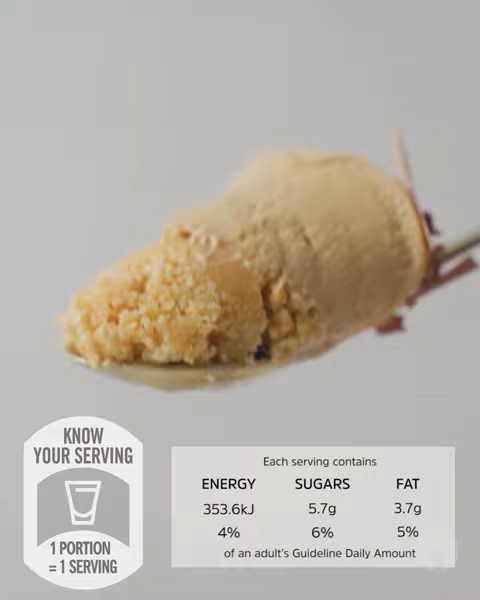 KNOW
YOUR SERVING
1 PORTION
= 1 SERVING
Each serving contains
ENERGY SUGARS FAT
353.6kJ 5.7g 3.7g
4% 6% 5%
of an adult's Guideline Daily Amount